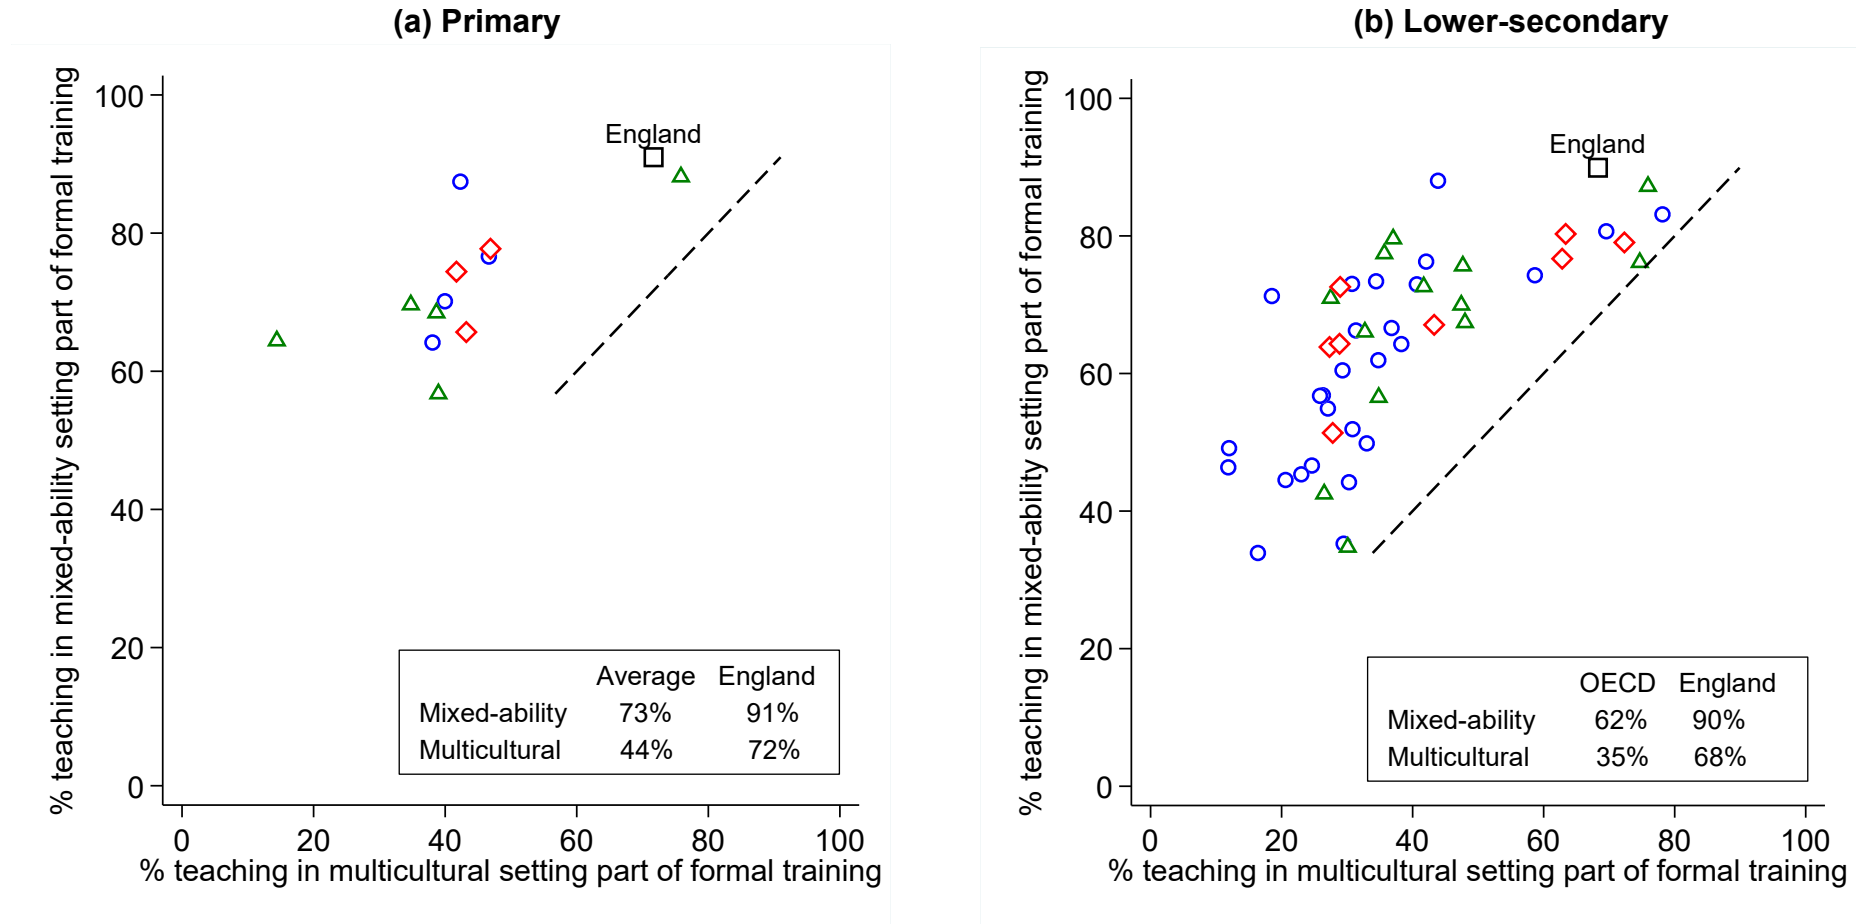 (a) Primary
% teaching in mixed-ability setting part of formal training
100
80
60
40
20
0
England
Average England
Mixed-ability 73% 91%
Multicultural 44% 72%
0 20 40 60 80 100
% teaching in multicultural setting part of formal training
(b) Lower-secondary
% teaching in mixed-ability setting part of formal training
100
80
60
40
20
0
England
OECD England
Mixed-ability 62% 90%
Multicultural 35% 68%
0 20 40 60 80 100
% teaching in multicultural setting part of formal training